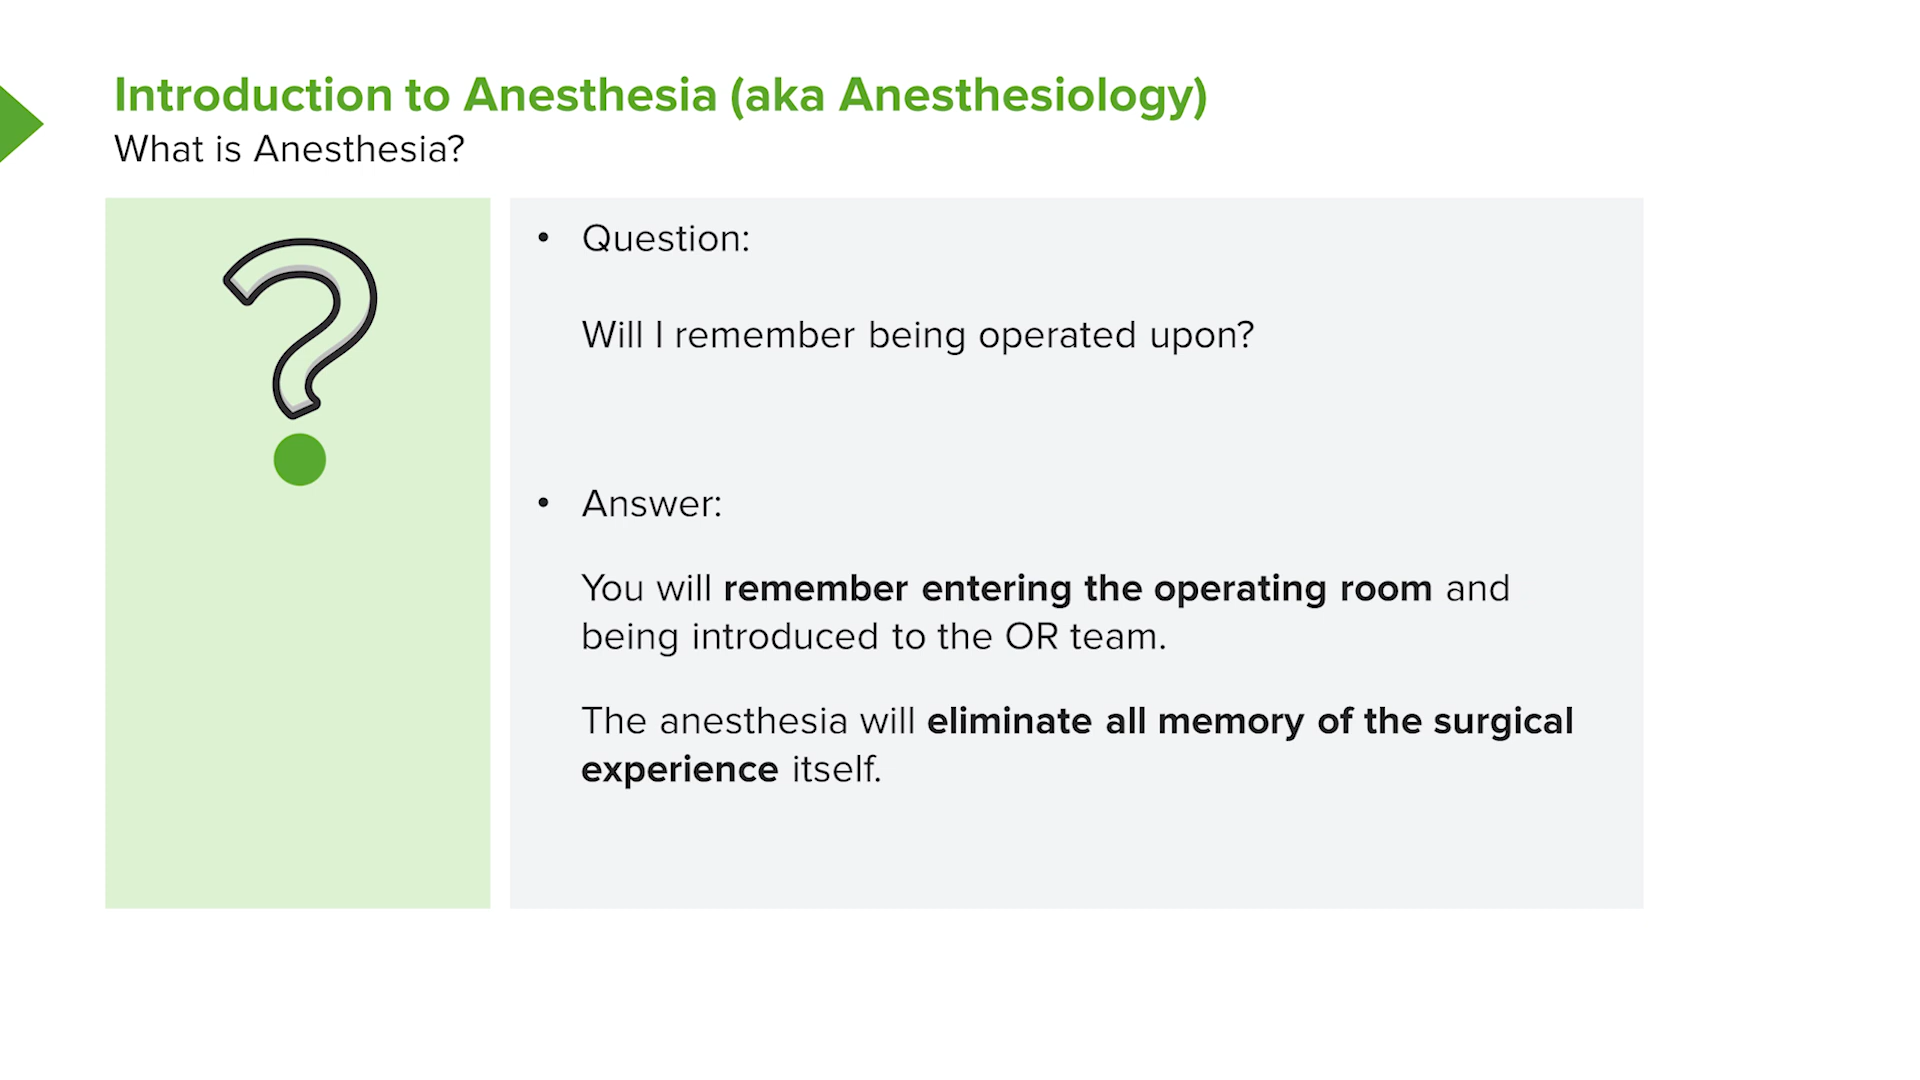 Introduction to Anesthesia (aka Anesthesiology)
What is Anesthesia?
• Question:
Will I remember being operated upon?
• Answer:
You will remember entering the operating room and
being introduced to the OR team.
The anesthesia will eliminate all memory of the surgical
experience itself.